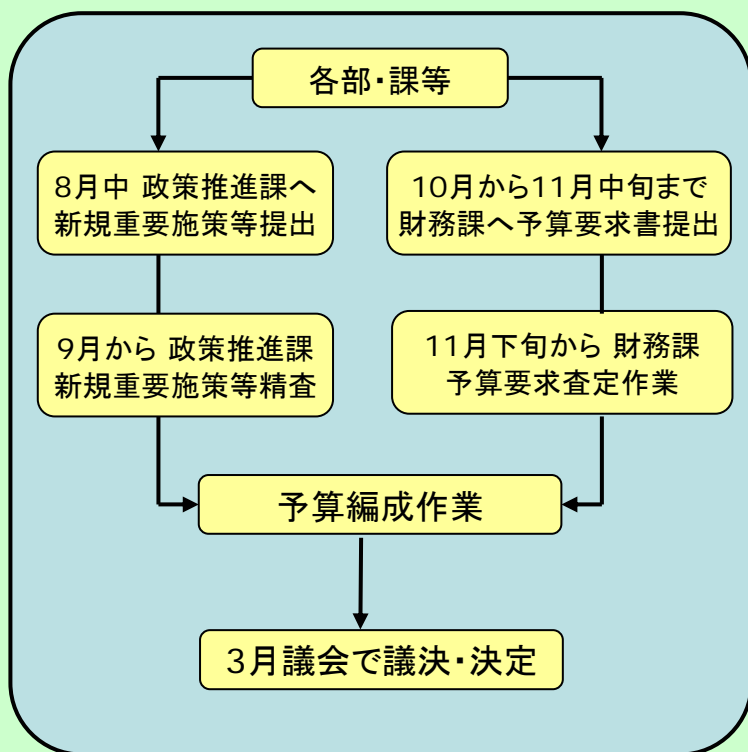 各部・課等
8月中 政策推進課へ
新規重要施策等提出
10月から11月中旬まで
財務課へ予算要求書提出
9月から 政策推進課
新規重要施策等精査
11月下旬から 財務課
予算要求査定作業
予算編成作業
3月議会で議決・決定